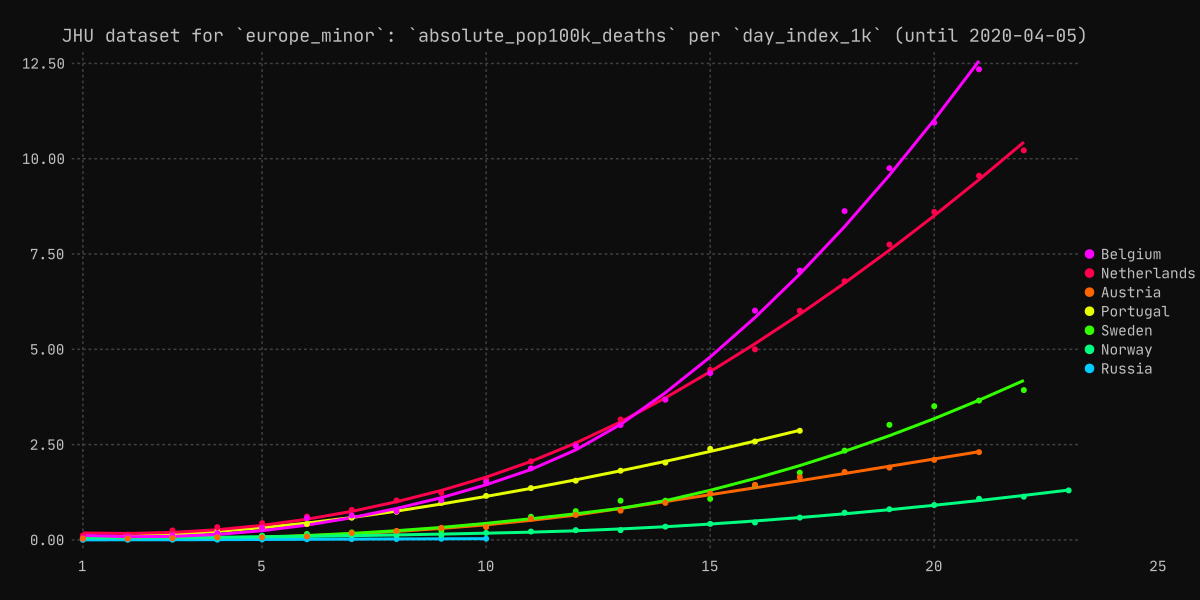 JHU dataset for `europe_minor`: `absolute_pop100k_deaths` per `day_index_1k` (until 2020-04-05)
12.50
10.00
7.50
5.00
2.50
0.00
1 5 10 15 20 25
Belgium
Netherlands
Austria
Portugal
Sweden
Norway
Russia